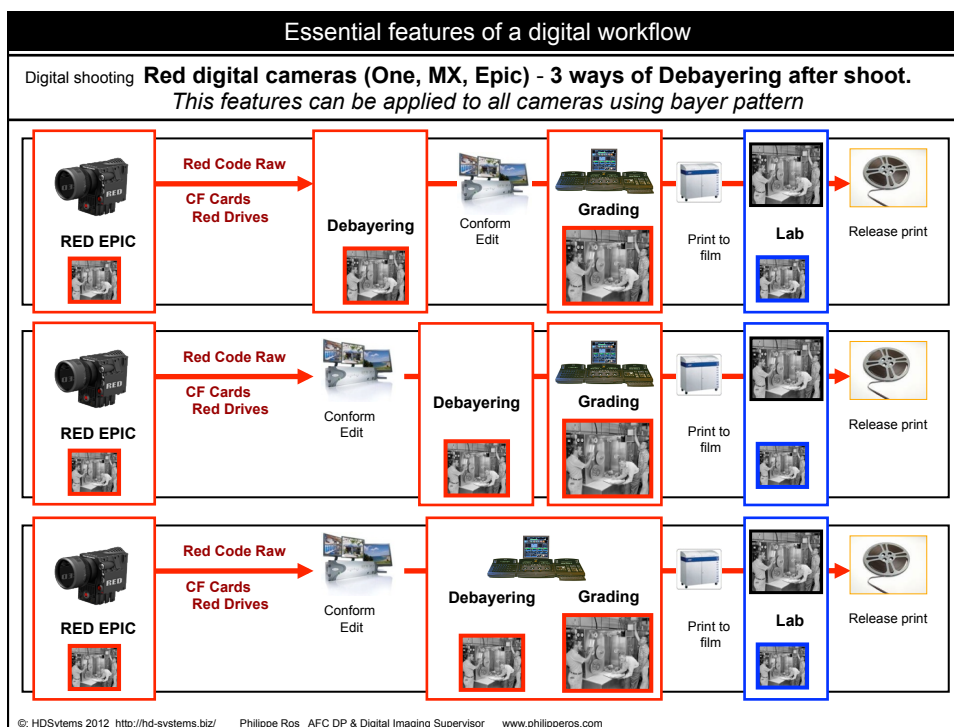 Essential features of a digital workflow
Digital shooting Red digital cameras (One, MX, Epic) - 3 ways of Debayering after shoot.
This features can be applied to all cameras using bayer pattern
RED
RED EPIC
Red Code Raw
CF Cards
Red Drives
Debayering
Conform
Edit
Grading
Print to
film
Lab
Release print
RED
RED EPIC
Red Code Raw
CF Cards
Red Drives
Conform
Edit
Debayering
Grading
Print to
film
Lab
Release print
RED
RED EPIC
Red Code Raw
CF Cards
Red Drives
Conform
Edit
Debayering
Grading
Print to
film
Lab
Release print
©: HDSytems 2012 http://hd-systems.biz/ Philippe Ros AFC DP & Digital Imaging Supervisor www.philipperos.com